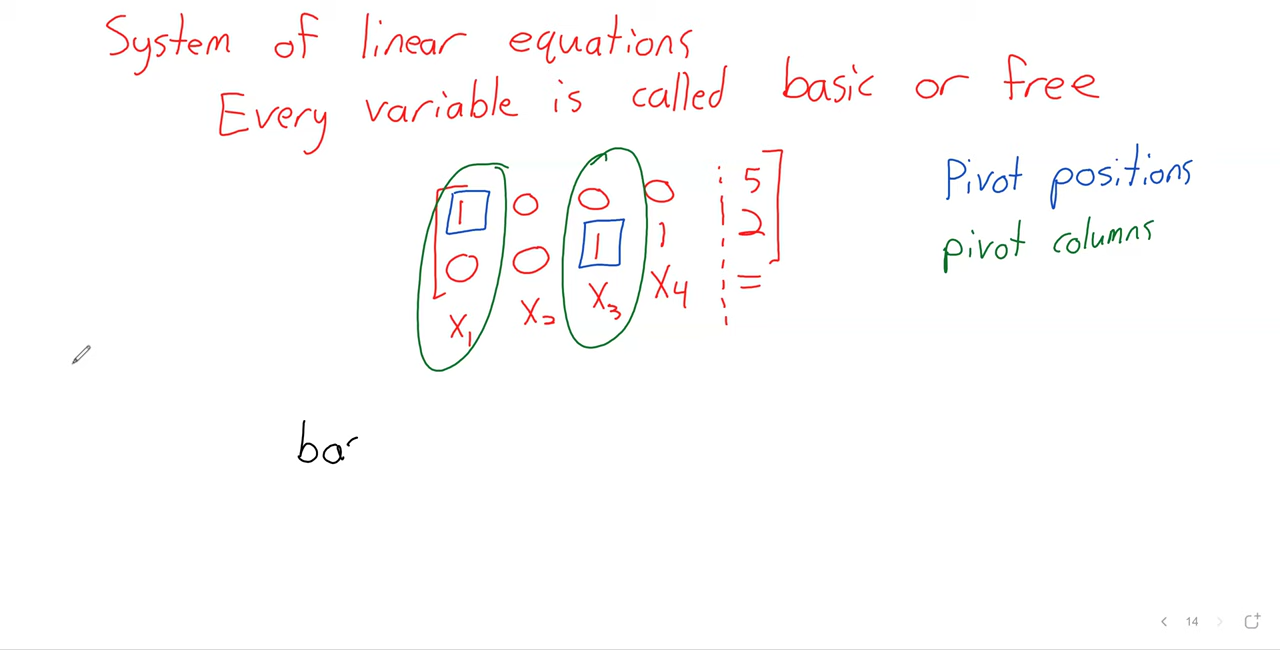 System of linear equations
Every variable is called basic or free
1 0 0 0 5
0 0 1 1 2
x₁ x₂ x₃ x₄ =
Pivot positions
pivot columns
14